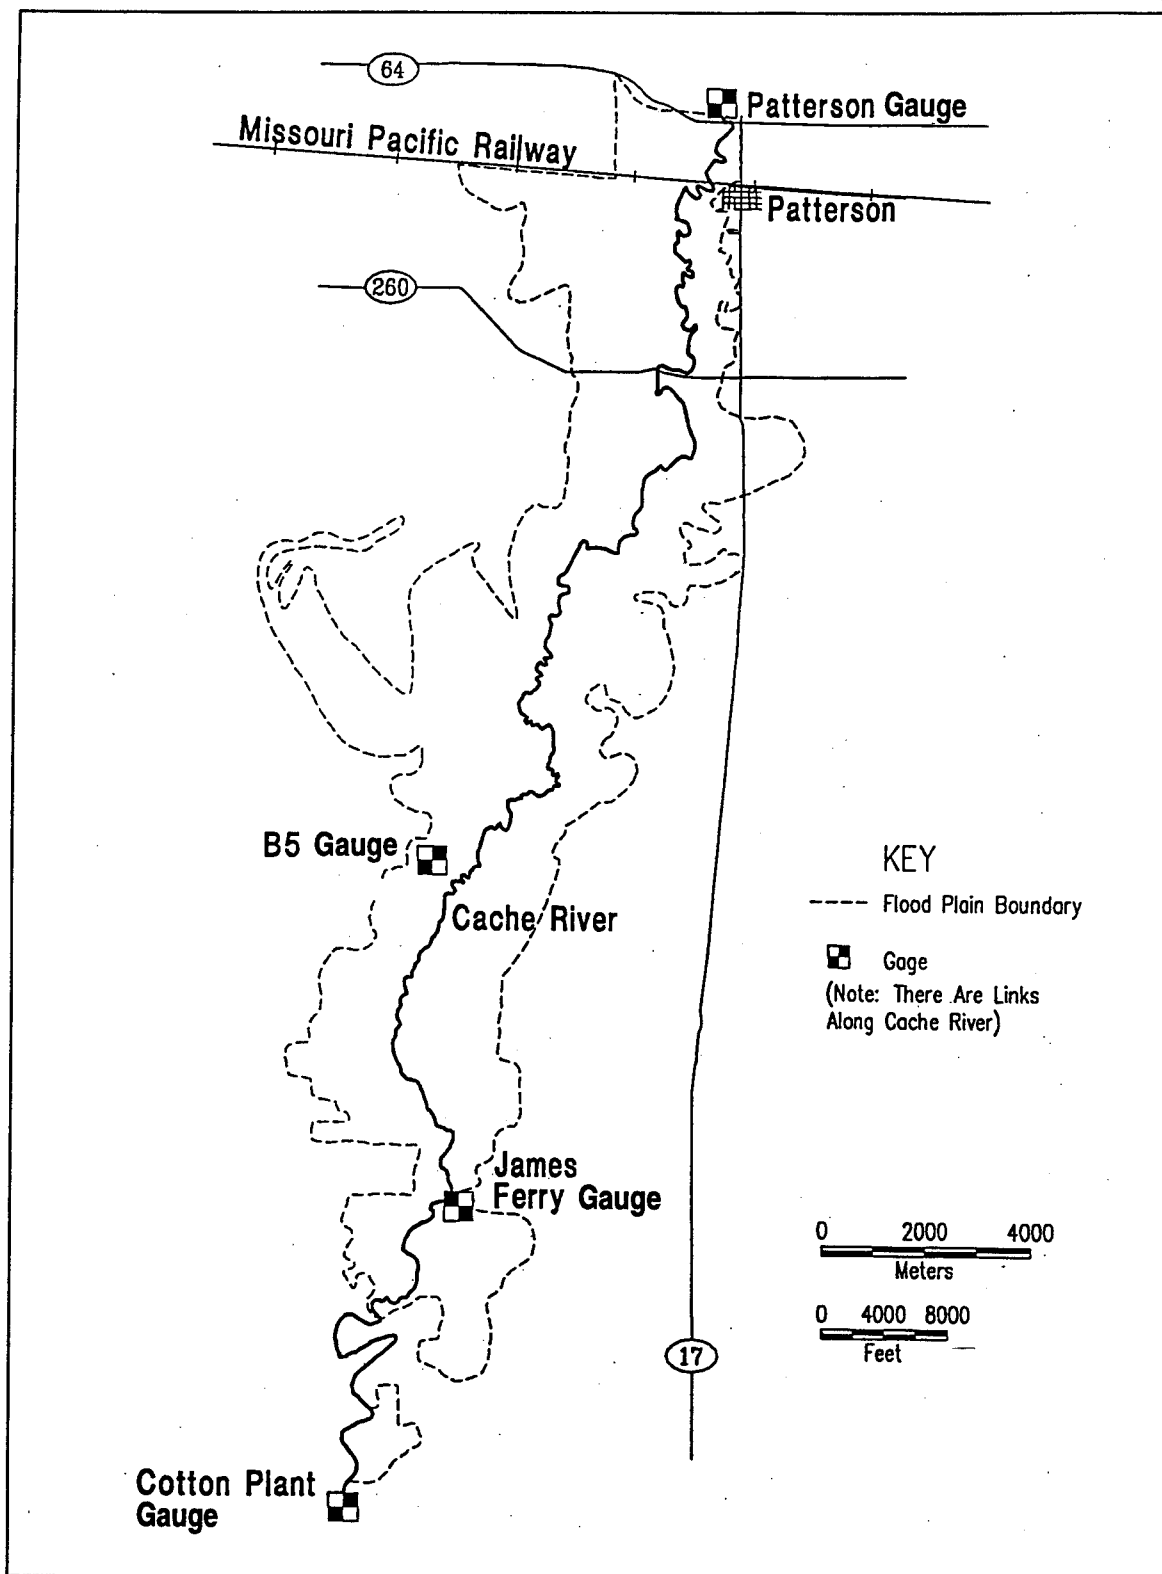 64
Patterson Gauge
Missouri Pacific Railway
Patterson
260
B5 Gauge
Cache River
KEY
Flood Plain Boundary
Gage
(Note: There Are Links
Along Cache River)
James
Ferry Gauge
0 2000 4000
Meters
0 4000 8000
Feet
17
Cotton Plant
Gauge